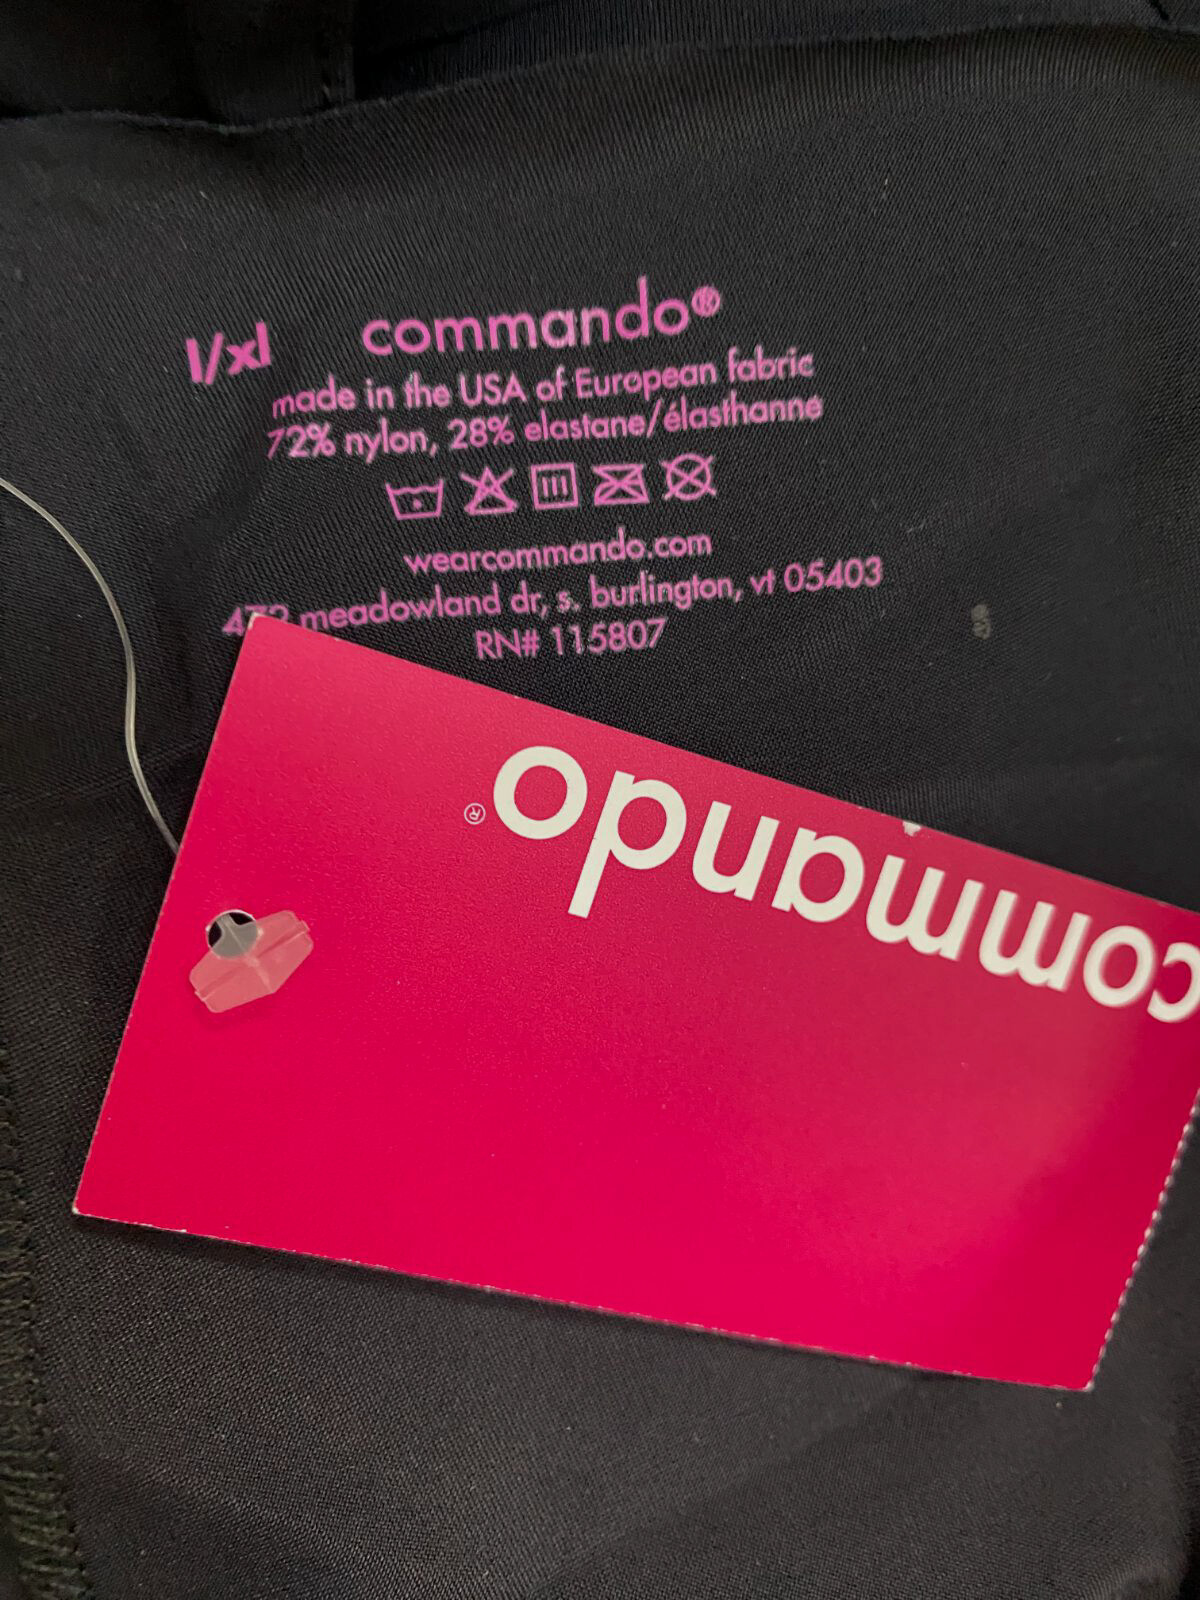 l/xl commando®
made in the USA of European fabric
72% nylon, 28% elastane/élasthanne
wearcommando.com
meadowland dr, s. burlington, vt 05403
RN# 115807
commando®